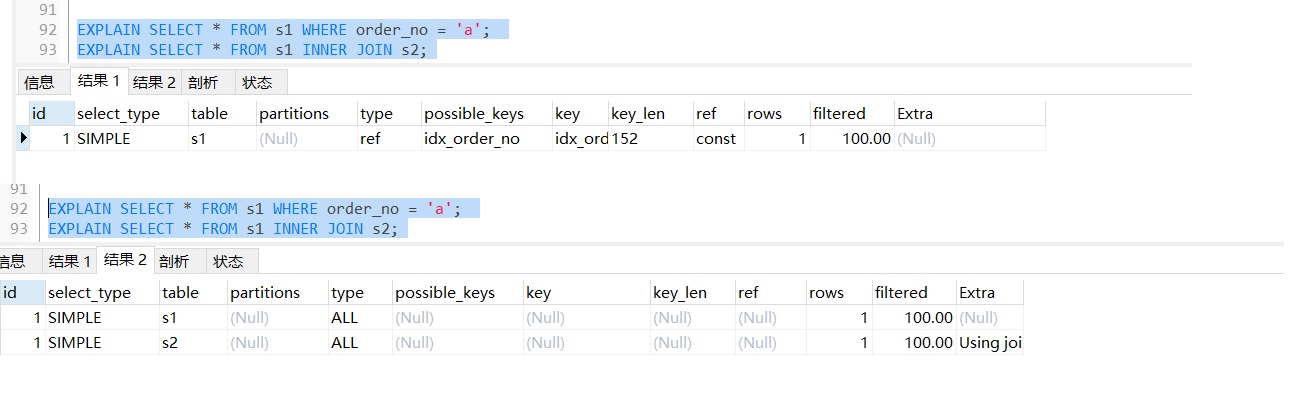 91
92 EXPLAIN SELECT * FROM s1 WHERE order_no = 'a';
93 EXPLAIN SELECT * FROM s1 INNER JOIN s2;
信息 结果 1 结果 2 剖析 状态
id select_type table partitions type possible_keys key key_len ref rows filtered Extra
1 SIMPLE s1 (Null) ref idx_order_no idx_ord 152 const 1 100.00 (Null)
91
92 EXPLAIN SELECT * FROM s1 WHERE order_no = 'a';
93 EXPLAIN SELECT * FROM s1 INNER JOIN s2;
信息 结果 1 结果 2 剖析 状态
id select_type table partitions type possible_keys key key_len ref rows filtered Extra
1 SIMPLE s1 (Null) ALL (Null) (Null) (Null) (Null) 1 100.00 (Null)
1 SIMPLE s2 (Null) ALL (Null) (Null) (Null) (Null) 1 100.00 Using joi